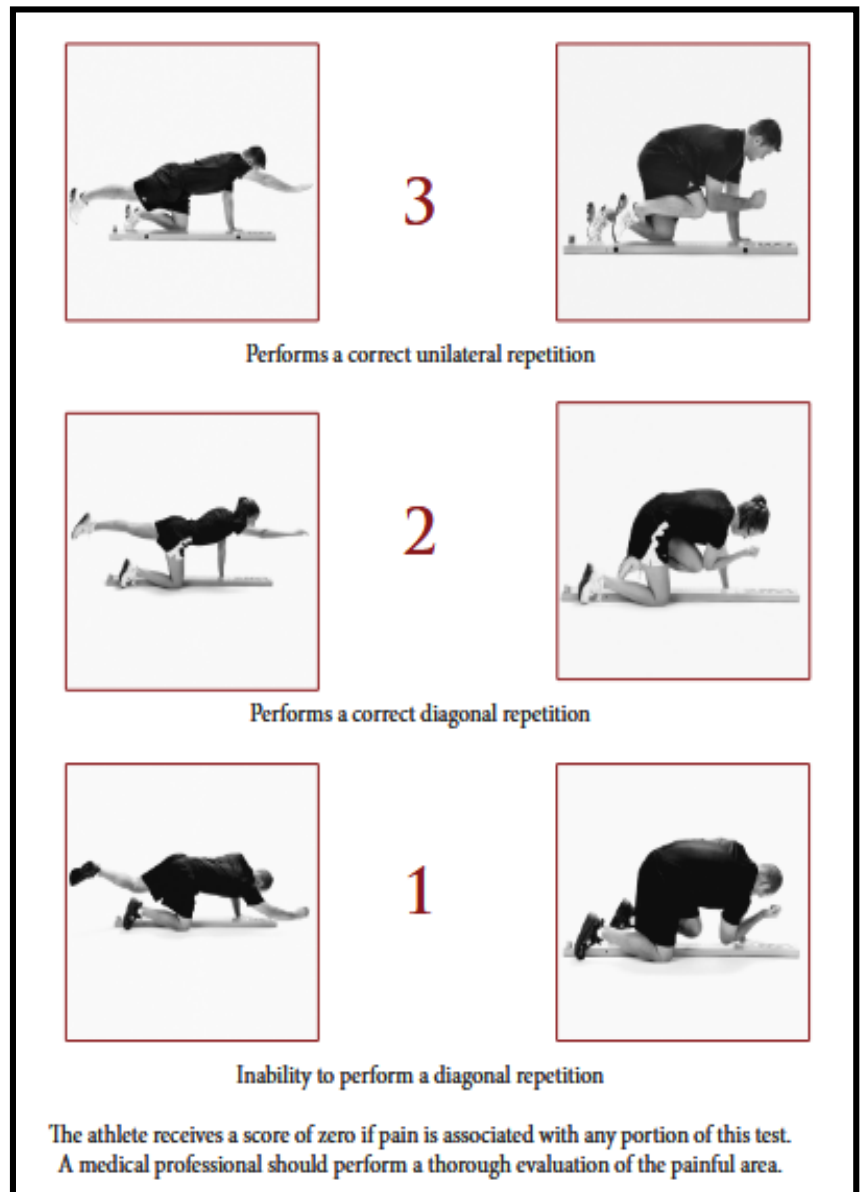 3
Performs a correct unilateral repetition
2
Performs a correct diagonal repetition
1
Inability to perform a diagonal repetition
The athlete receives a score of zero if pain is associated with any portion of this test.
A medical professional should perform a thorough evaluation of the painful area.